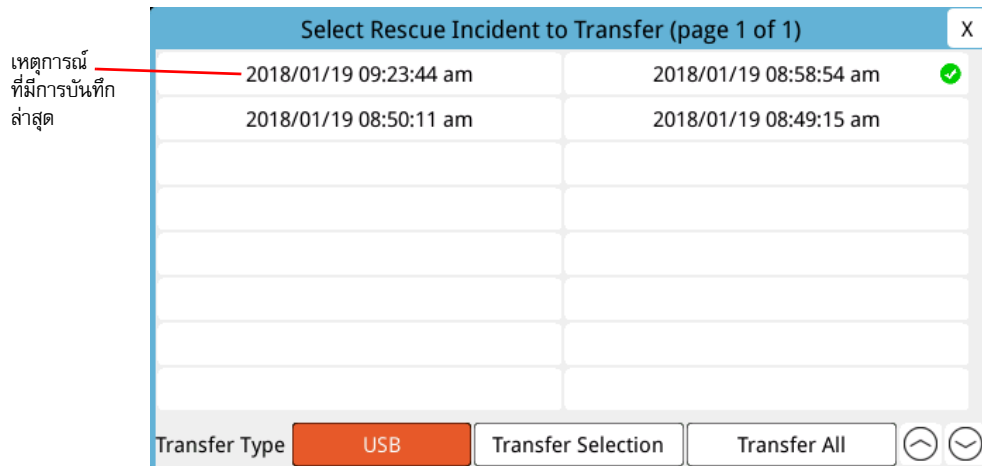 Select Rescue Incident to Transfer (page 1 of 1)
X
เหตุการณ์
ที่มีการบันทึก
ล่าสุด
2018/01/19 09:23:44 am
2018/01/19 08:58:54 am
2018/01/19 08:50:11 am
2018/01/19 08:49:15 am
Transfer Type
USB
Transfer Selection
Transfer All